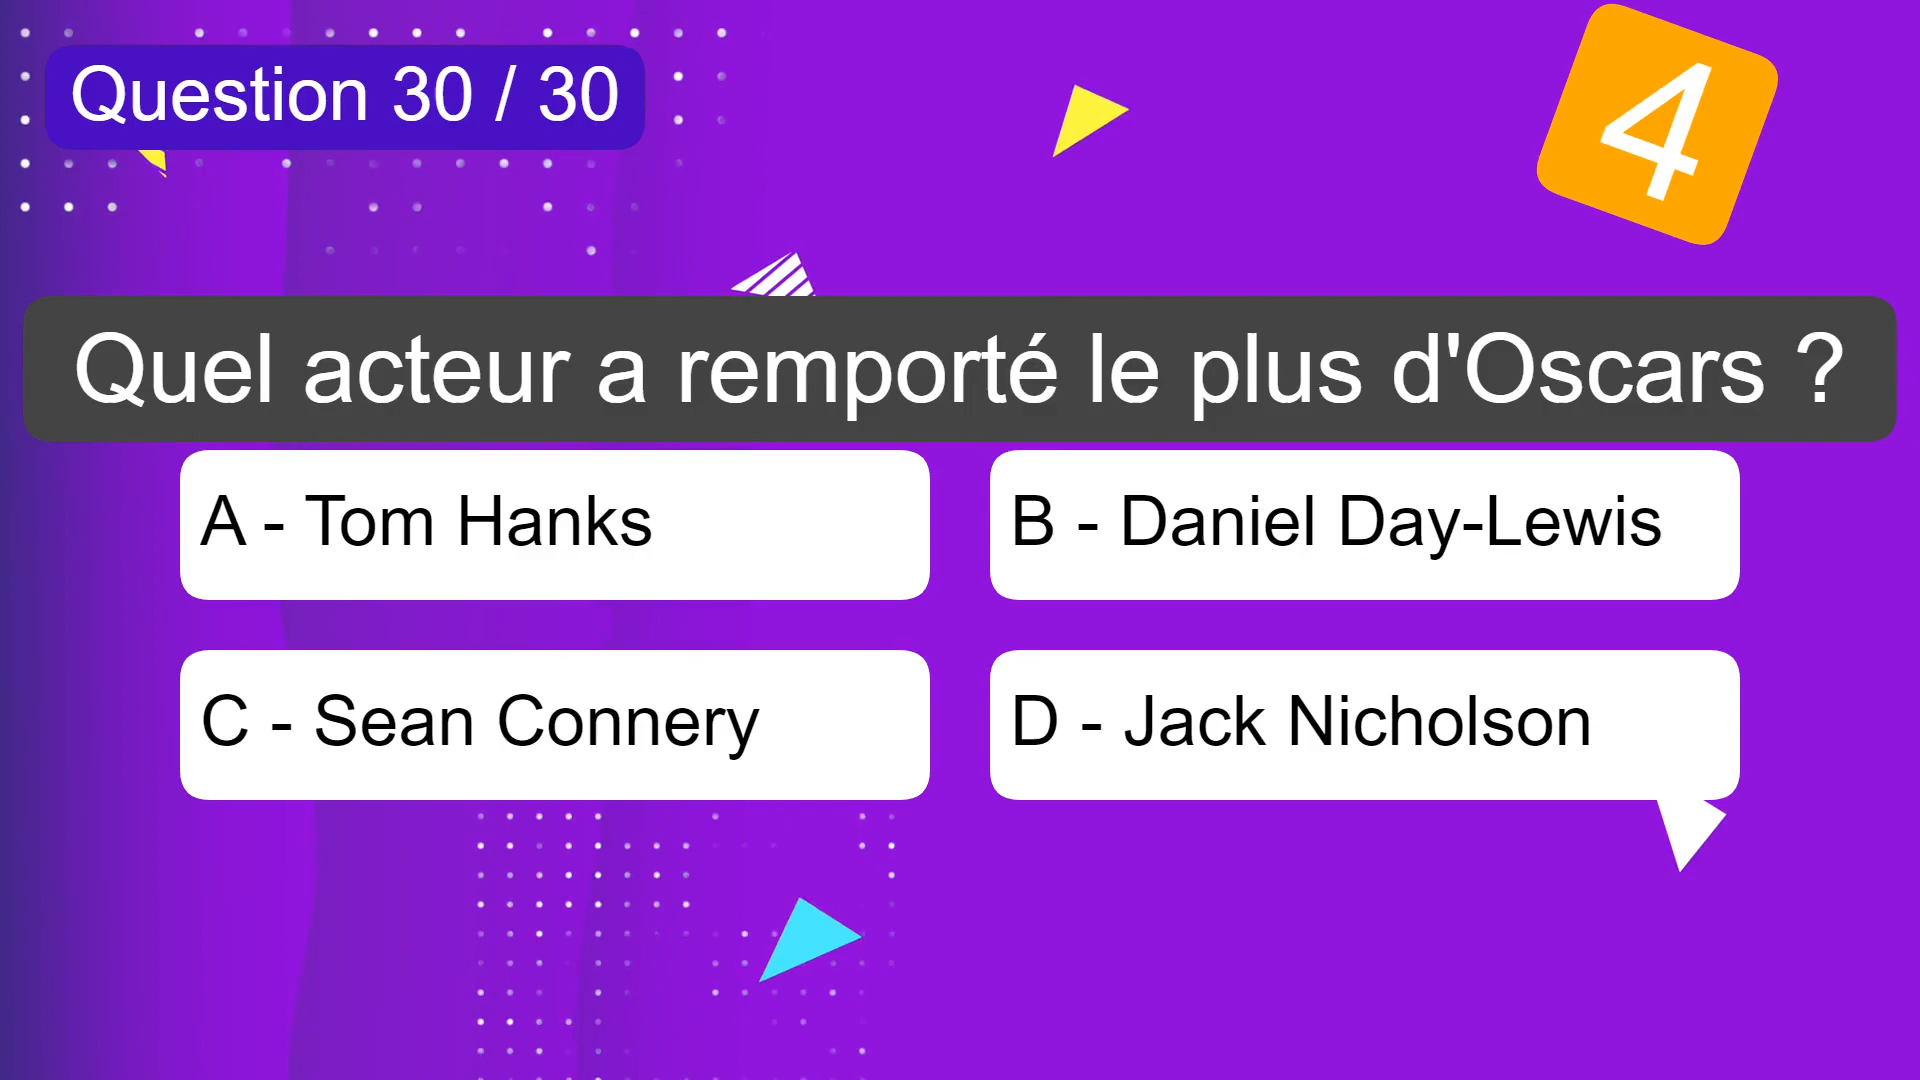 Question 30 / 30
4
Quel acteur a remporté le plus d'Oscars ?
A - Tom Hanks
B - Daniel Day-Lewis
C - Sean Connery
D - Jack Nicholson